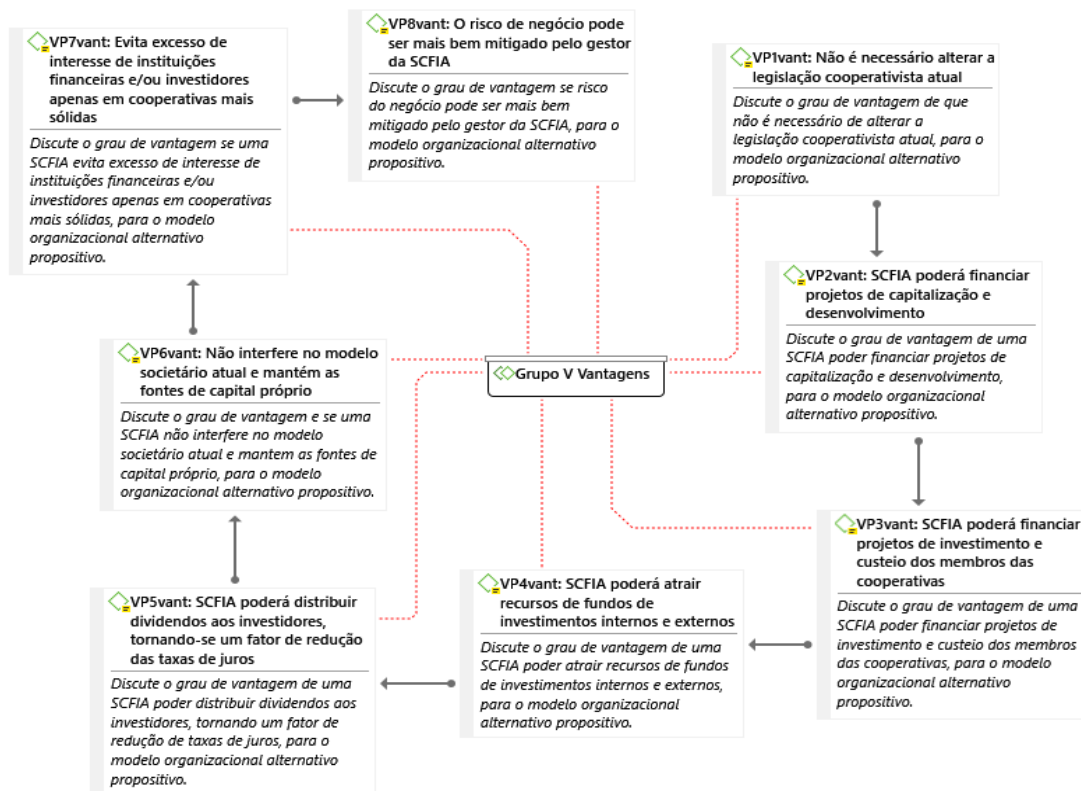 VP7vant: Evita excesso de
interesse de instituições
financeiras e/ou investidores
apenas em cooperativas mais
sólidas
Discute o grau de vantagem se uma
SCFIA evita excesso de interesse de
instituições financeiras e/ou
investidores apenas em cooperativas
mais sólidas, para o modelo
organizacional alternativo
propositivo.
VP8vant: O risco de negócio pode
ser mais bem mitigado pelo gestor
da SCFIA
Discute o grau de vantagem se risco
do negócio pode ser mais bem
mitigado pelo gestor da SCFIA, para o
modelo organizacional alternativo
propositivo.
VP1vant: Não é necessário alterar a
legislação cooperativista atual
Discute o grau de vantagem de que
não é necessário de alterar a
legislação cooperativista atual, para o
modelo organizacional alternativo
propositivo.
VP2vant: SCFIA poderá financiar
projetos de capitalização e
desenvolvimento
Discute o grau de vantagem de uma
SCFIA poder financiar projetos de
capitalização e desenvolvimento,
para o modelo organizacional
alternativo propositivo.
VP6vant: Não interfere no modelo
societário atual e mantém as
fontes de capital próprio
Discute o grau de vantagem e se uma
SCFIA não interfere no modelo
societário atual e mantem as fontes de
capital próprio, para o modelo
organizacional alternativo propositivo.
Grupo V Vantagens
VP3vant: SCFIA poderá financiar
projetos de investimento e
custeio dos membros das
cooperativas
Discute o grau de vantagem de uma
SCFIA poder financiar projetos de
investimento e custeio dos membros
das cooperativas, para o modelo
organizacional alternativo
propositivo.
VP4vant: SCFIA poderá atrair
recursos de fundos de
investimentos internos e externos
Discute o grau de vantagem de uma
SCFIA poder atrair recursos de fundos
de investimentos internos e externos,
para o modelo organizacional
alternativo propositivo.
VP5vant: SCFIA poderá distribuir
dividendos aos investidores,
tornando-se um fator de redução
das taxas de juros
Discute o grau de vantagem de uma
SCFIA poder distribuir dividendos aos
investidores, tornando um fator de
redução de taxas de juros, para o
modelo organizacional alternativo
propositivo.